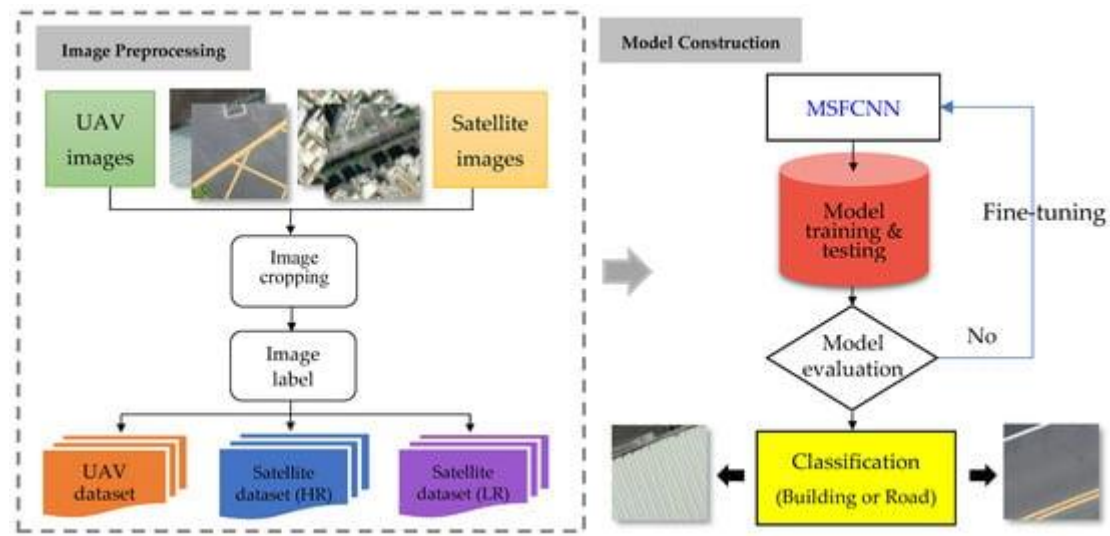 Image Preprocessing
UAV
images
Satellite
images
Image
cropping
Image
label
UAV
dataset
Satellite
dataset (HR)
Satellite
dataset (LR)
Model Construction
MSFCNN
Model
training &
testing
Fine-tuning
Model
evaluation
No
Classification
(Building or Road)